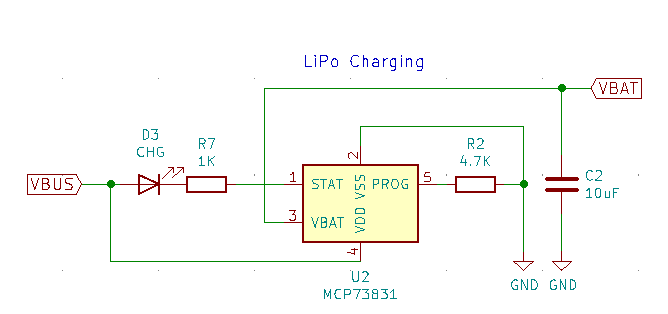 LiPo Charging
VBAT
D3
CHG
R7
1K
R2
4.7K
2
VBUS
1
STAT
VSS
PROG
5
C2
10uF
3
VBAT
VDD
4
U2
MCP73831
GND
GND